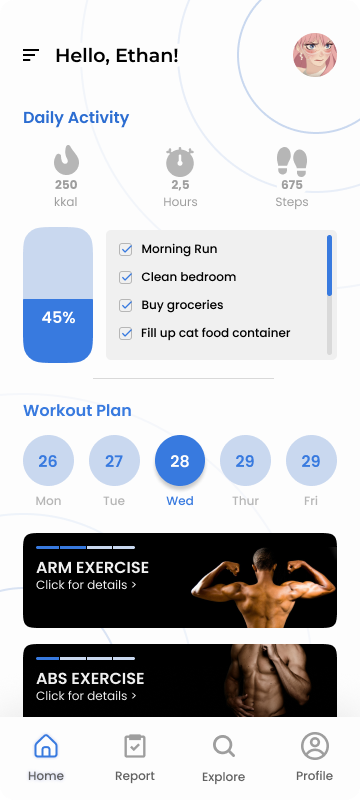 Hello, Ethan!
Daily Activity
250
kkal
2,5
Hours
675
Steps
45%
Morning Run
Clean bedroom
Buy groceries
Fill up cat food container
Workout Plan
26
27
28
29
29
Mon
Tue
Wed
Thur
Fri
ARM EXERCISE
Click for details >
ABS EXERCISE
Click for details >
Home
Report
Explore
Profile